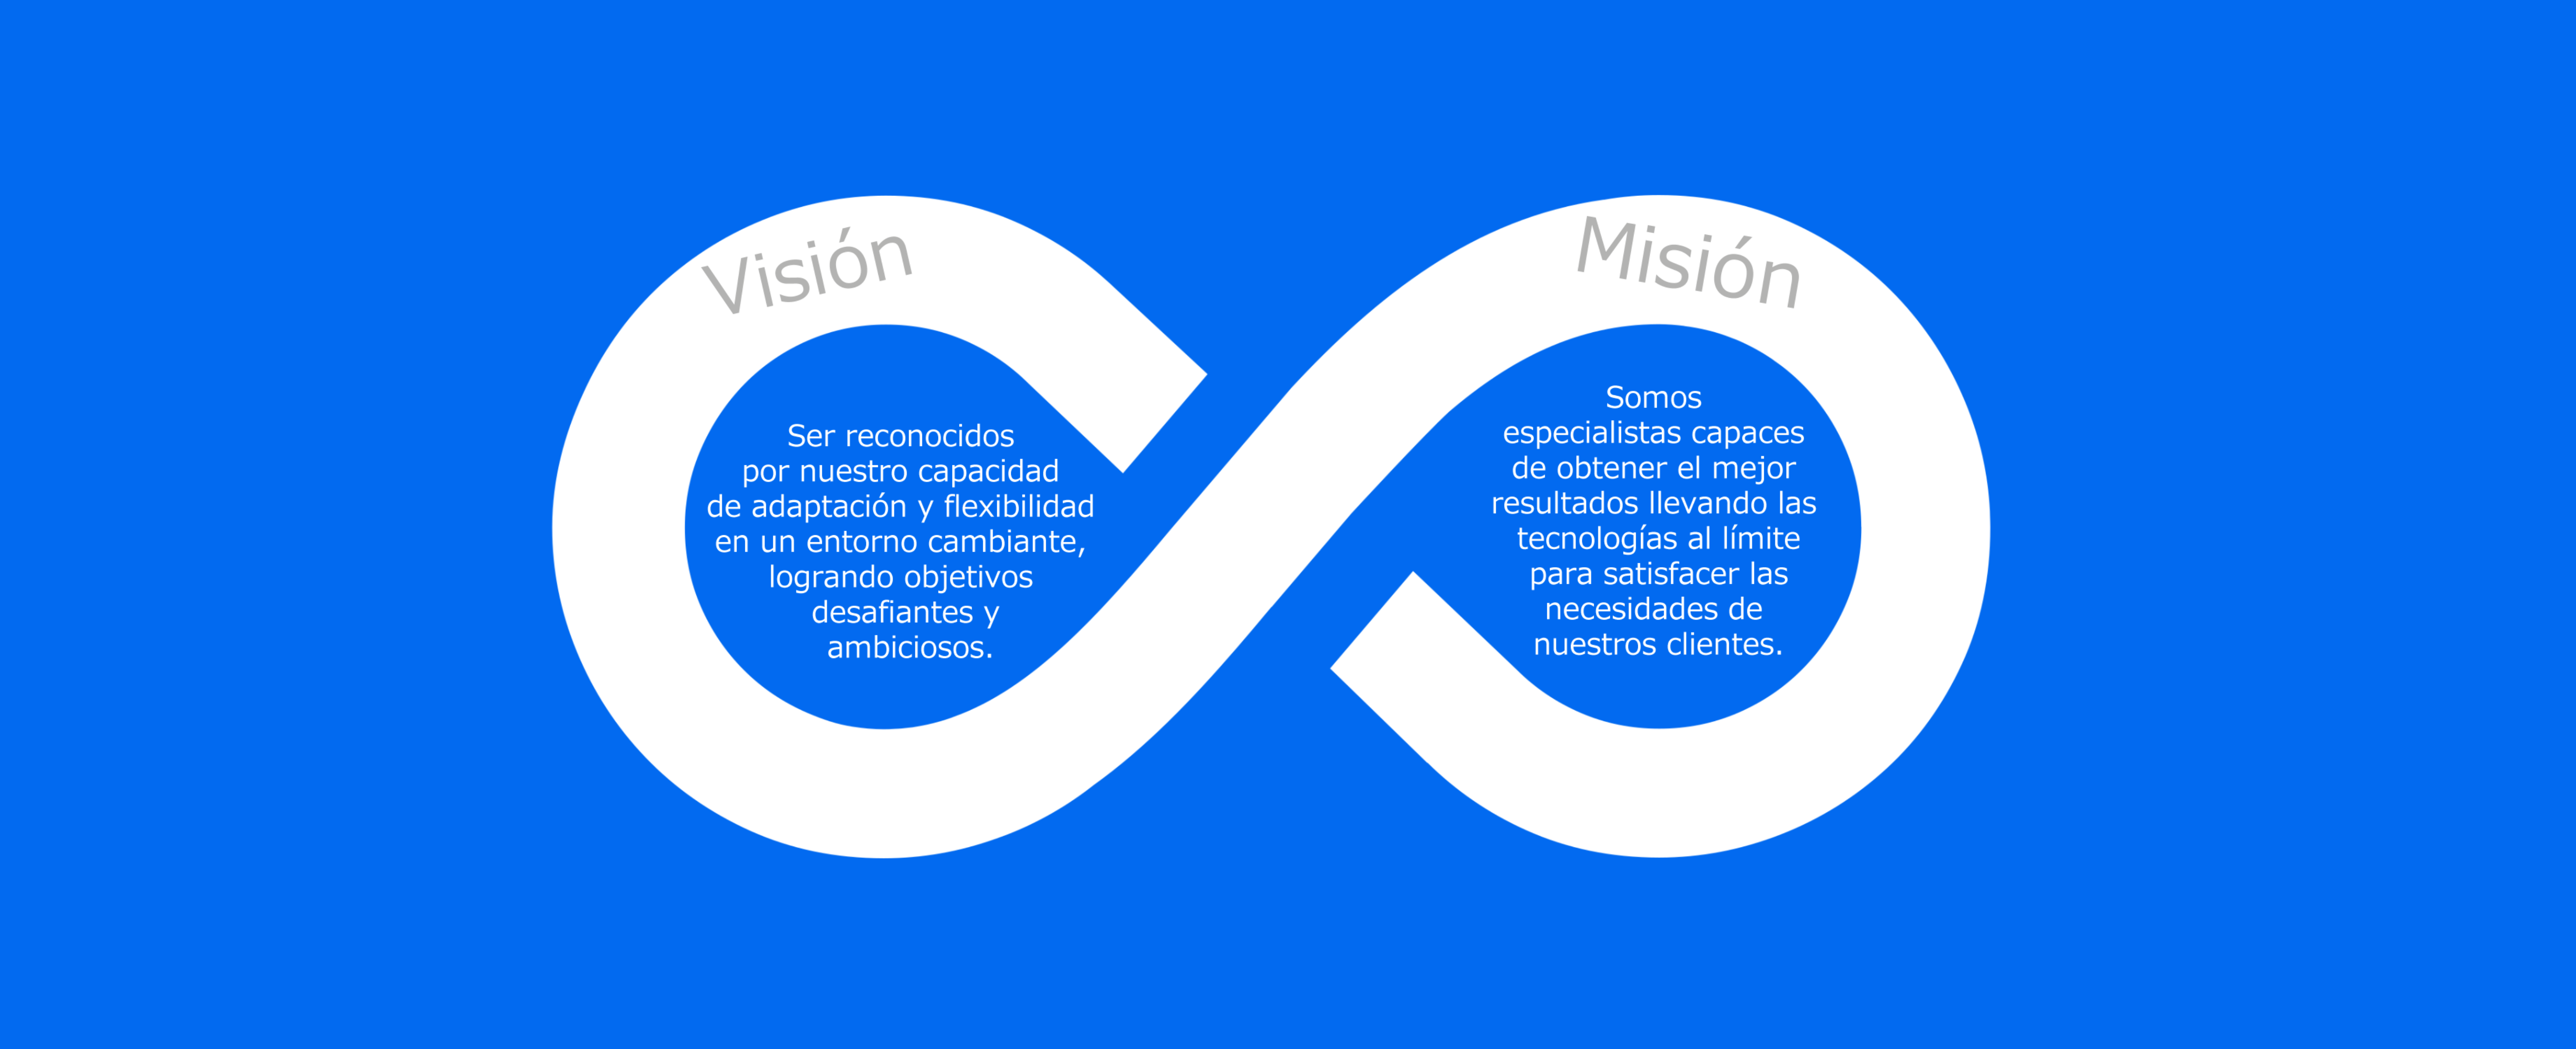 Visión
Ser reconocidos
por nuestro capacidad
de adaptación y flexibilidad
en un entorno cambiante,
logrando objetivos
desafiantes y
ambiciosos.
Misión
Somos
especialistas capaces
de obtener el mejor
resultados llevando las
tecnologías al límite
para satisfacer las
necesidades de
nuestros clientes.